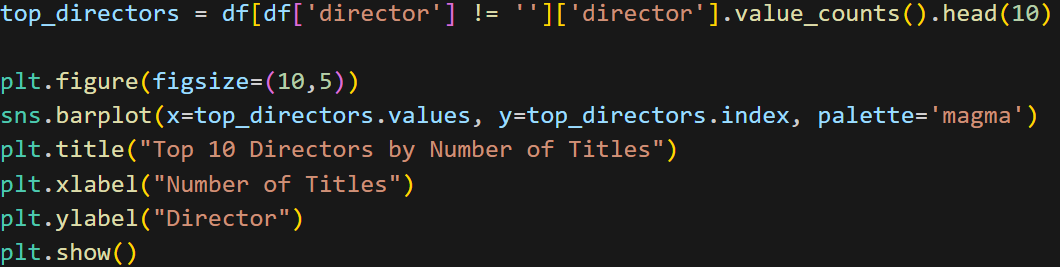 top_directors = df[df['director'] != '']['director'].value_counts().head(10)
plt.figure(figsize=(10,5))
sns.barplot(x=top_directors.values, y=top_directors.index, palette='magma')
plt.title("Top 10 Directors by Number of Titles")
plt.xlabel("Number of Titles")
plt.ylabel("Director")
plt.show()